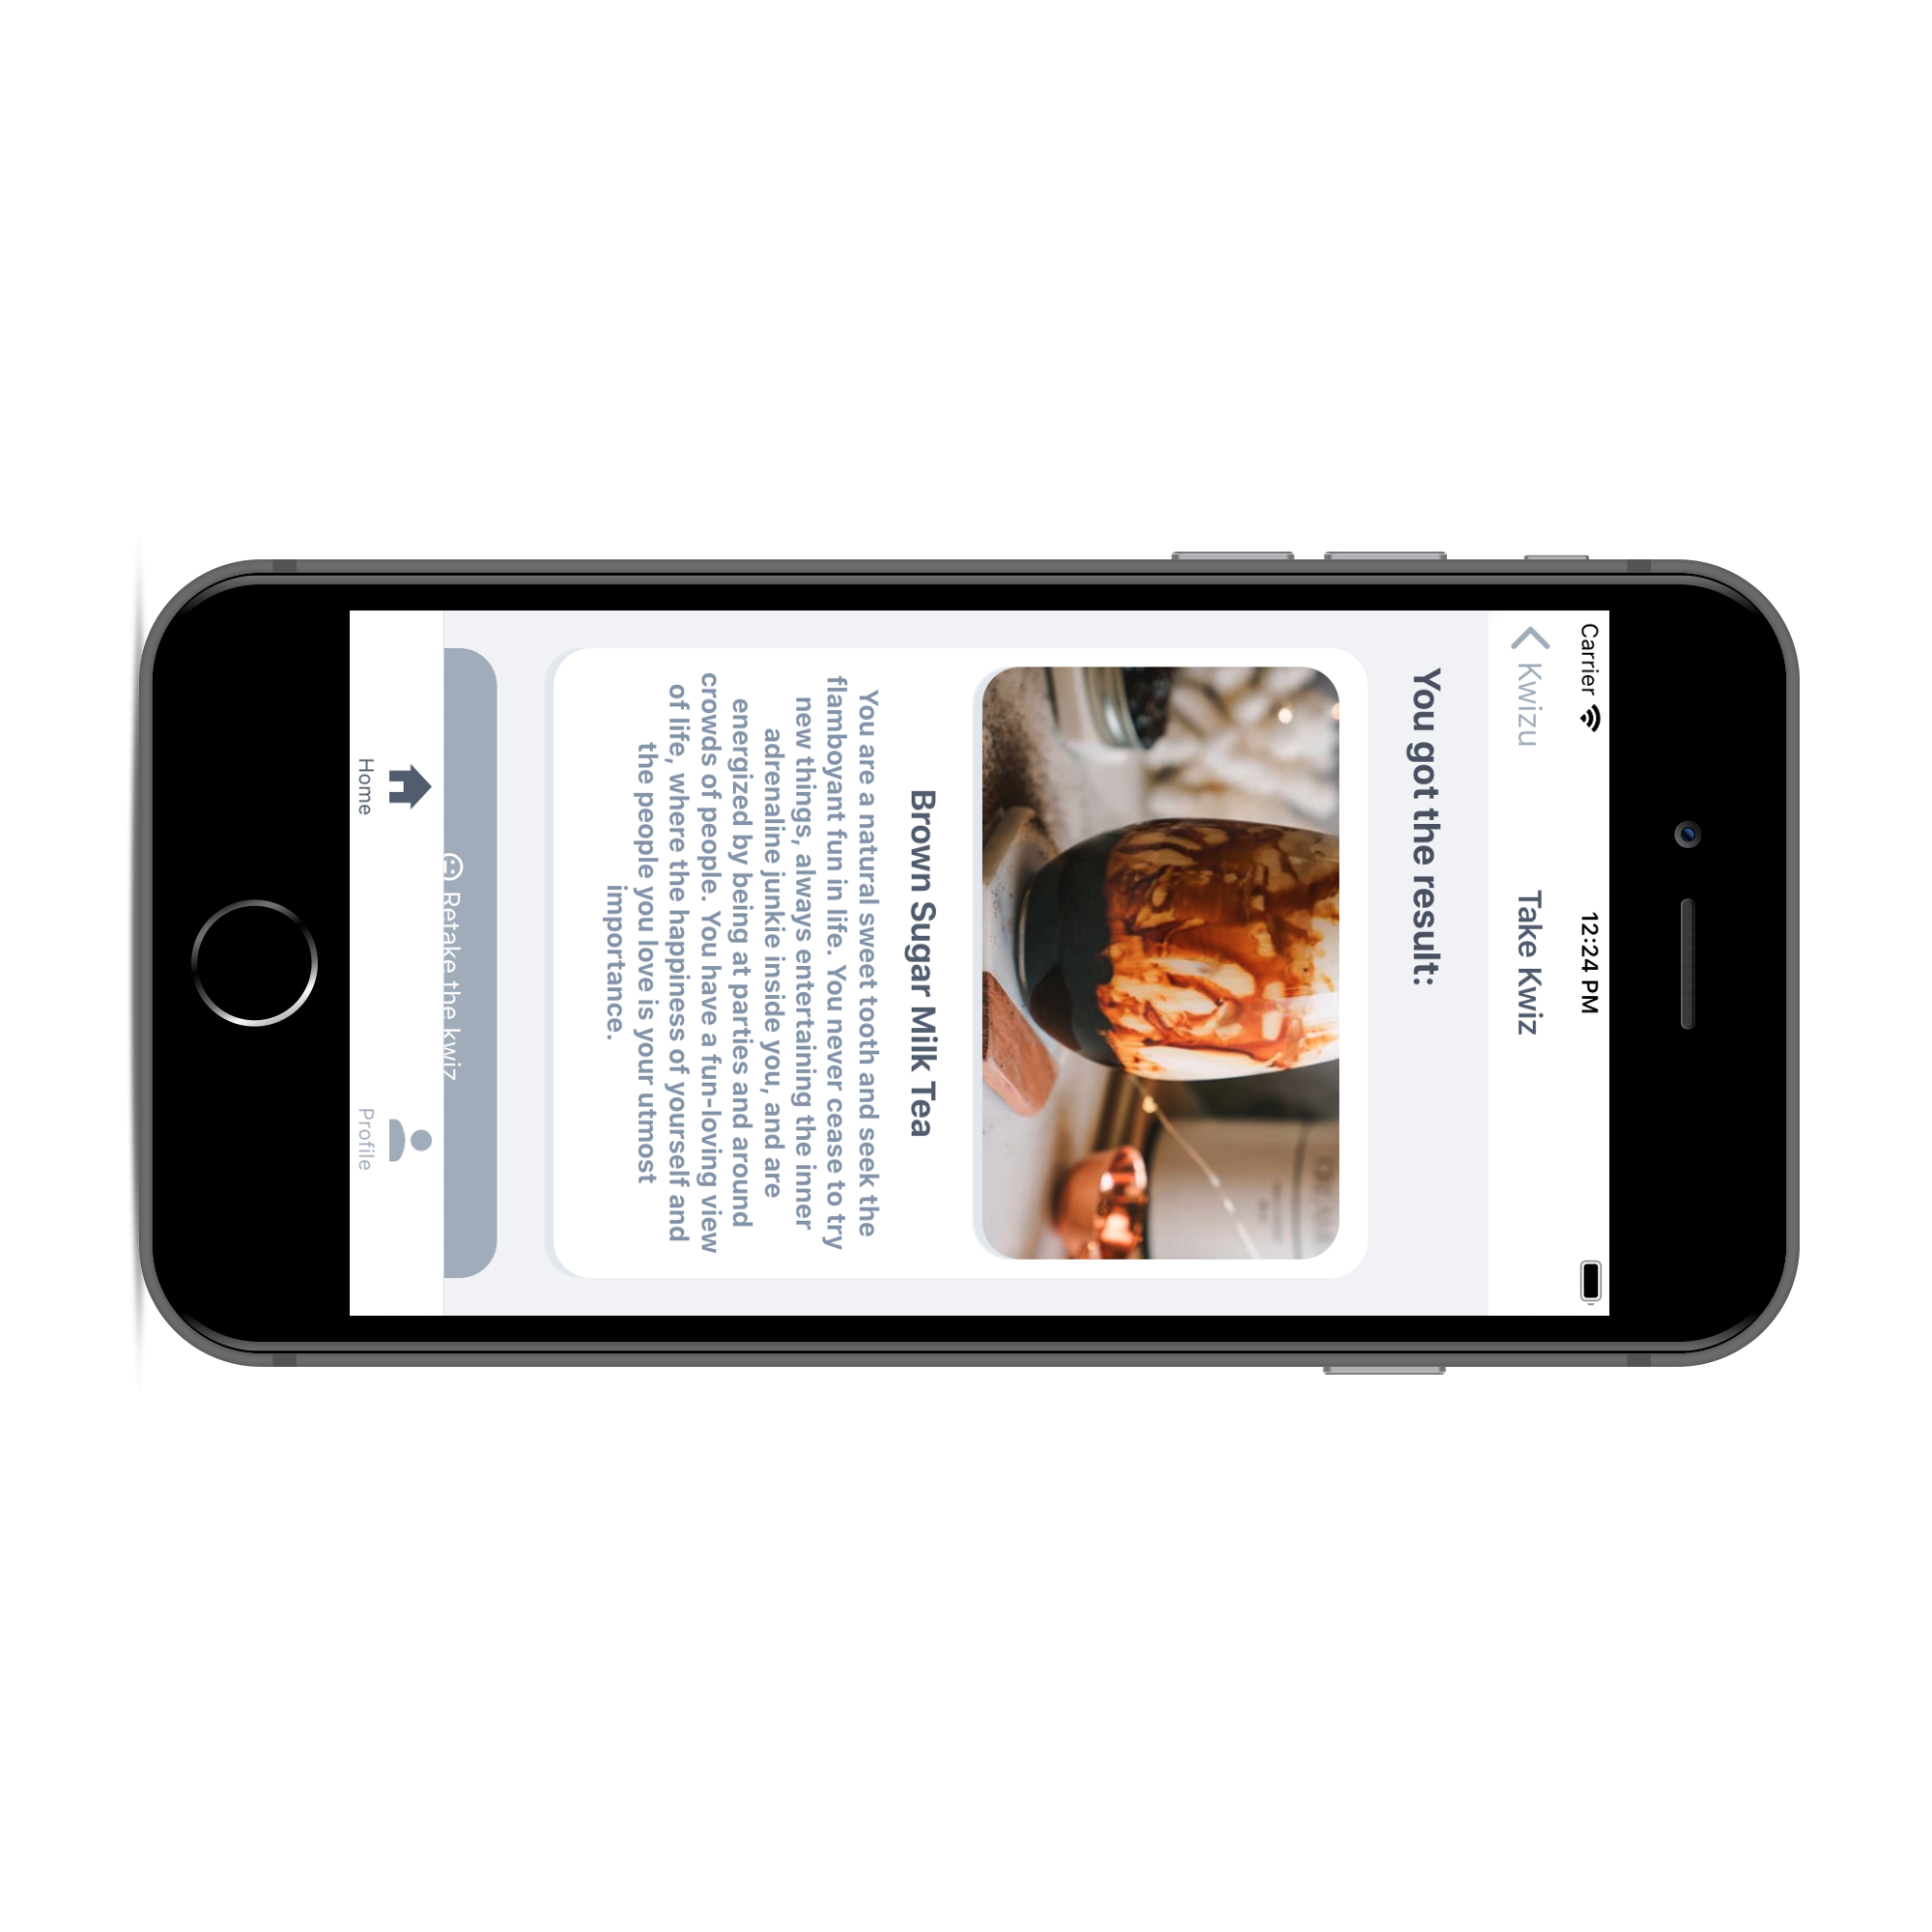 Carrier 12:24 PM
Kwizu Take Kwiz
You got the result:
Brown Sugar Milk Tea
You are a natural sweet tooth and seek the
flamboyant fun in life. You never cease to try
new things, always entertaining the inner
adrenaline junkie inside you, and are
energized by being at parties and around
crowds of people. You have a fun-loving view
of life, where the happiness of yourself and
the people you love is your utmost
importance.
Retake the kwiz
Home Profile